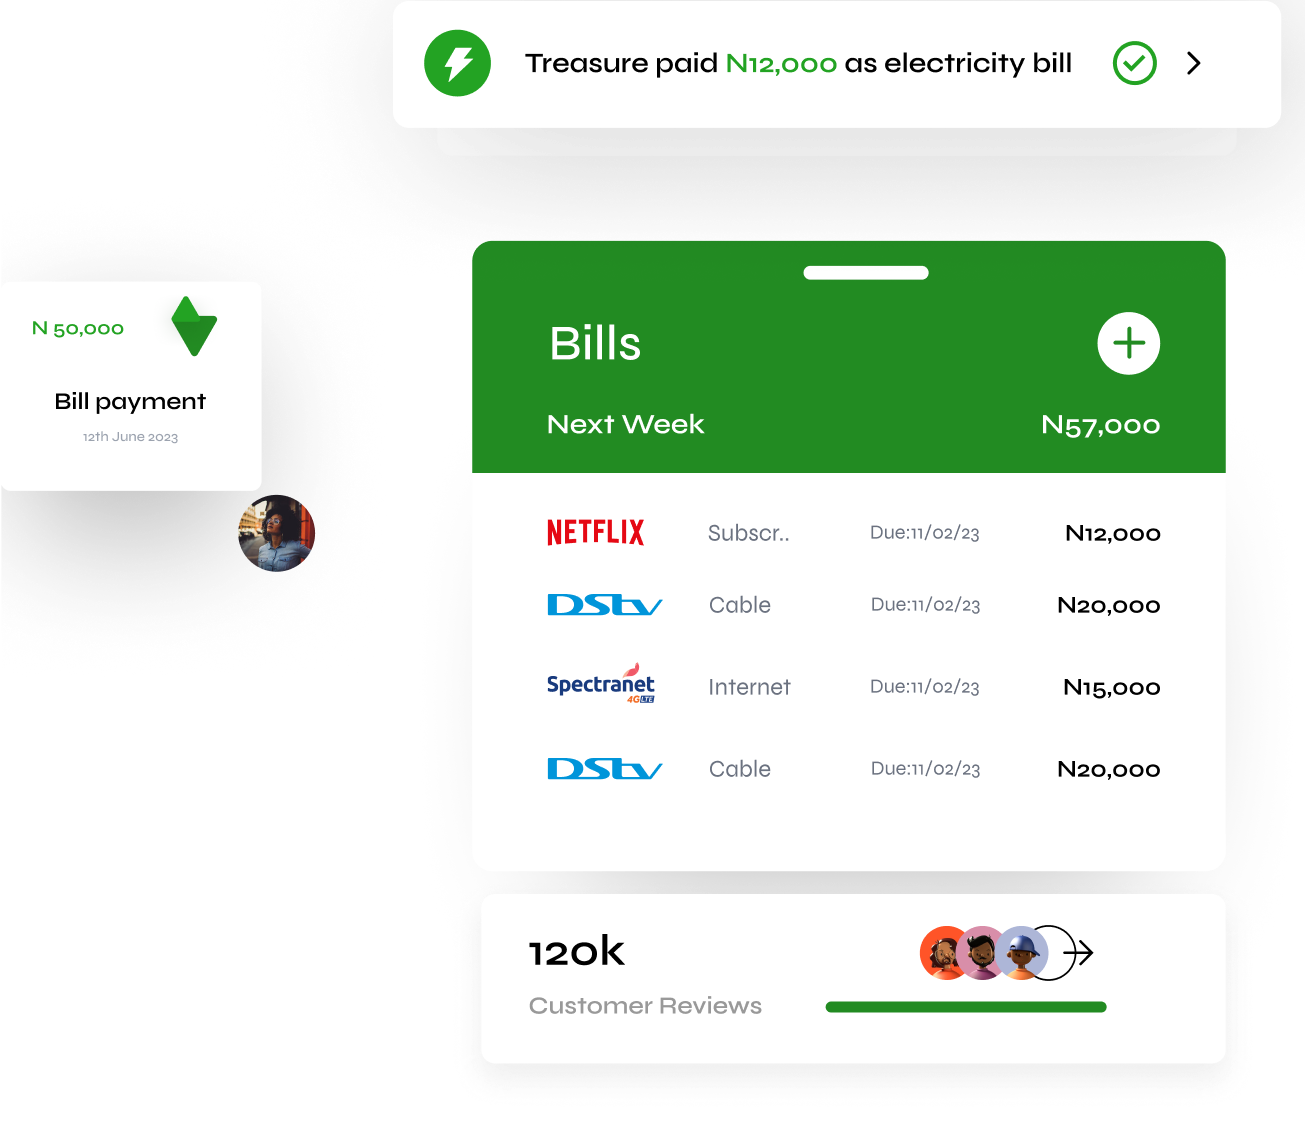 Treasure paid N12,000 as electricity bill
N 50,000
Bill payment
12th June 2023
Bills
Next Week N57,000
NETFLIX Subscr.. Due:11/02/23 N12,000
DStv Cable Due:11/02/23 N20,000
Spectranet 4G LTE Internet Due:11/02/23 N15,000
DStv Cable Due:11/02/23 N20,000
120k
Customer Reviews